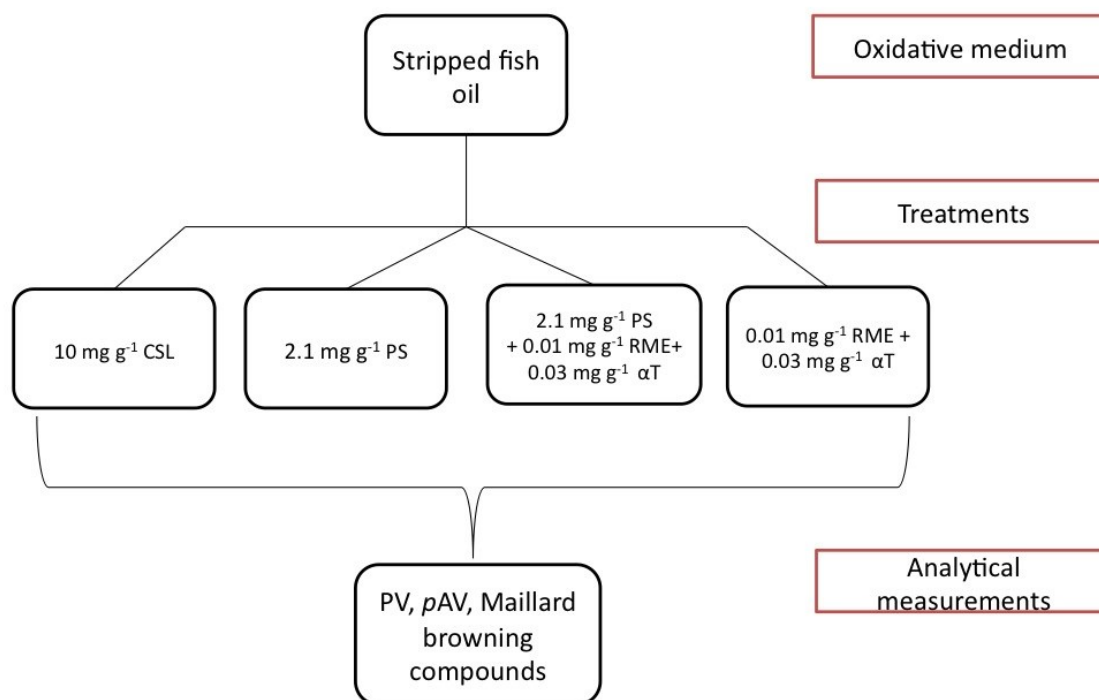 Stripped fish
oil
Oxidative medium
Treatments
10 mg g⁻¹ CSL
2.1 mg g⁻¹ PS
2.1 mg g⁻¹ PS
+ 0.01 mg g⁻¹ RME+
0.03 mg g⁻¹ αT
0.01 mg g⁻¹ RME +
0.03 mg g⁻¹ αT
PV, pAV, Maillard
browning
compounds
Analytical
measurements